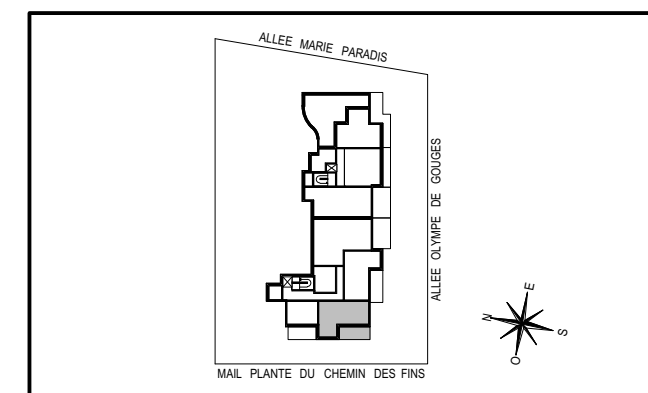 ALLEE MARIE PARADIS
ALLEE OLYMPE DE GOUGES
E
N
S
O
MAIL PLANTE DU CHEMIN DES FINS